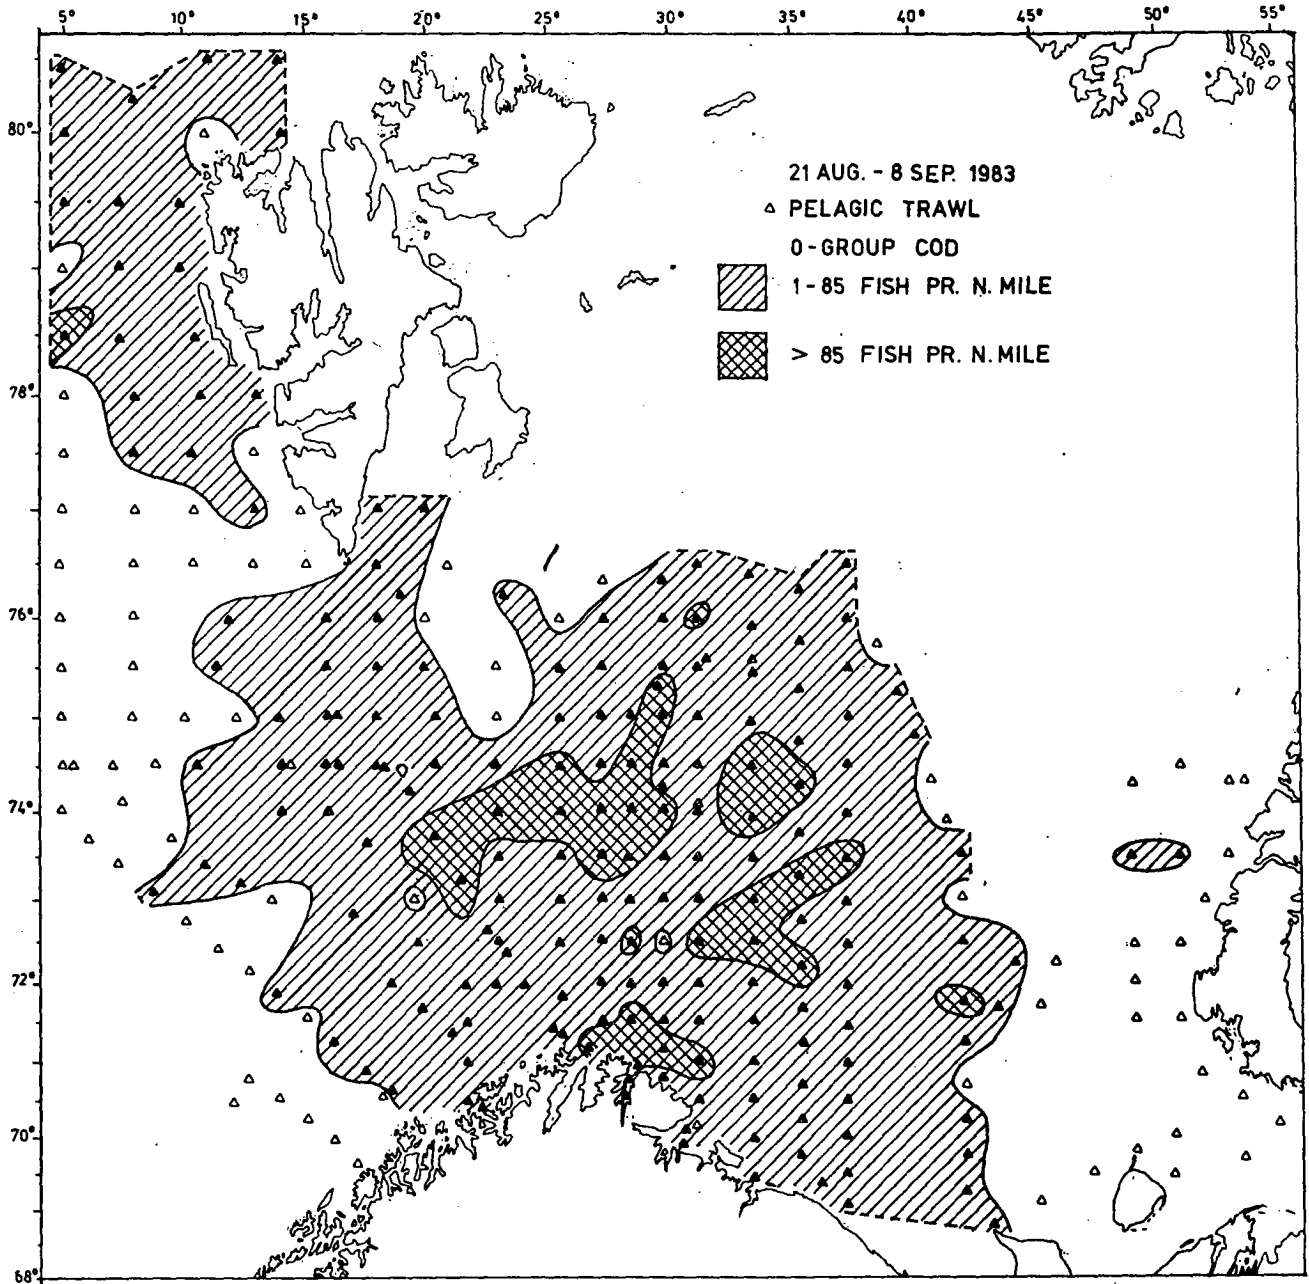 5° 10° 15° 20° 25° 30° 35° 40° 45° 50° 55°
80°
21 AUG. - 8 SEP. 1983
△ PELAGIC TRAWL
0-GROUP COD
1-85 FISH PR. N. MILE
> 85 FISH PR. N. MILE
78°
76°
74°
72°
70°
68°